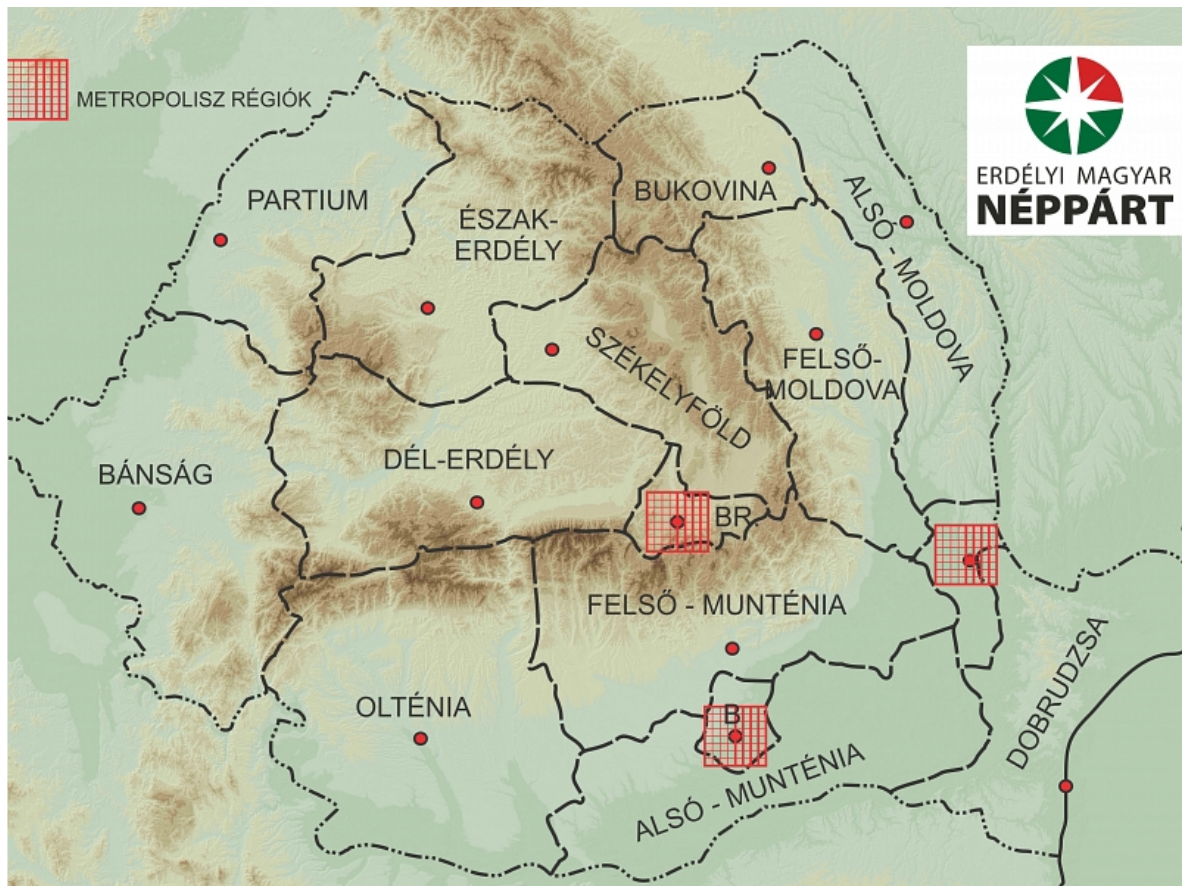 METROPOLISZ RÉGIÓK
ERDÉLYI MAGYAR
NÉPPÁRT
PARTIUM
ÉSZAK-
ERDÉLY
BUKOVINA
ALSÓ - MOLDOVA
SZÉKELYFÖLD
FELSŐ-
MOLDOVA
BÁNSÁG
DÉL-ERDÉLY
BR
FELSŐ - MUNTÉNIA
OLTÉNIA
B
ALSÓ - MUNTÉNIA
DOBRUDZSA